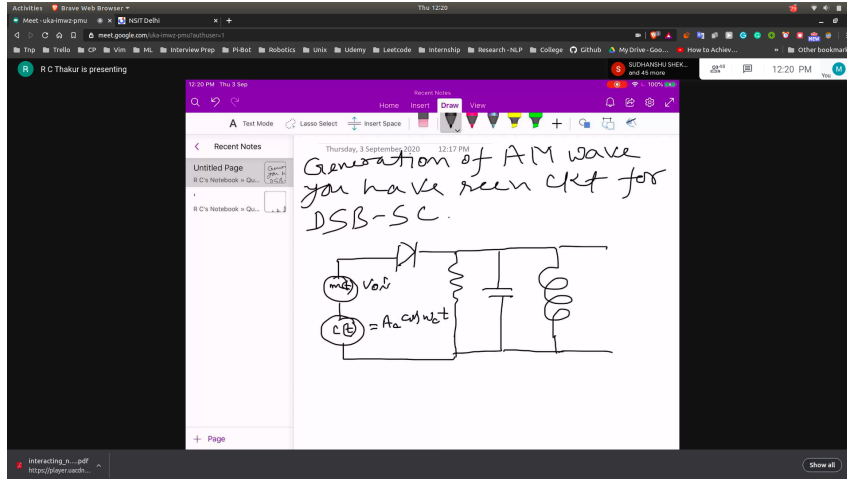 Activities
Brave Web Browser
Thu 12:20
Meet - uka-imwz-pmu
NSIT Delhi
meet.google.com/uka-imwz-pmu?authuser=1
Tnp Trello CP Vim ML Interview Prep Pi-Bot Robotics Unix Udemy Leetcode Internship Research - NLP College Github My Drive - Goo... How to Achiev... » Other bookmar
R R C Thakur is presenting
S SUDHANSHU SHEK...
and 45 more
12:20 PM
You M
12:20 PM Thu 3 Sep
100%
Recent Notes
Home Insert Draw View
Text Mode Lasso Select Insert Space
Recent Notes
Untitled Page
R C's Notebook » Qu...
R C's Notebook » Qu...
Thursday, 3 September 2020 12:17 PM
Generation of AM wave
you have seen ckt for
DSB-SC.
m(t)
c(t) = Ac cos wc t
+ Page
interacting_n....pdf
https://player.uacdn...
Show all